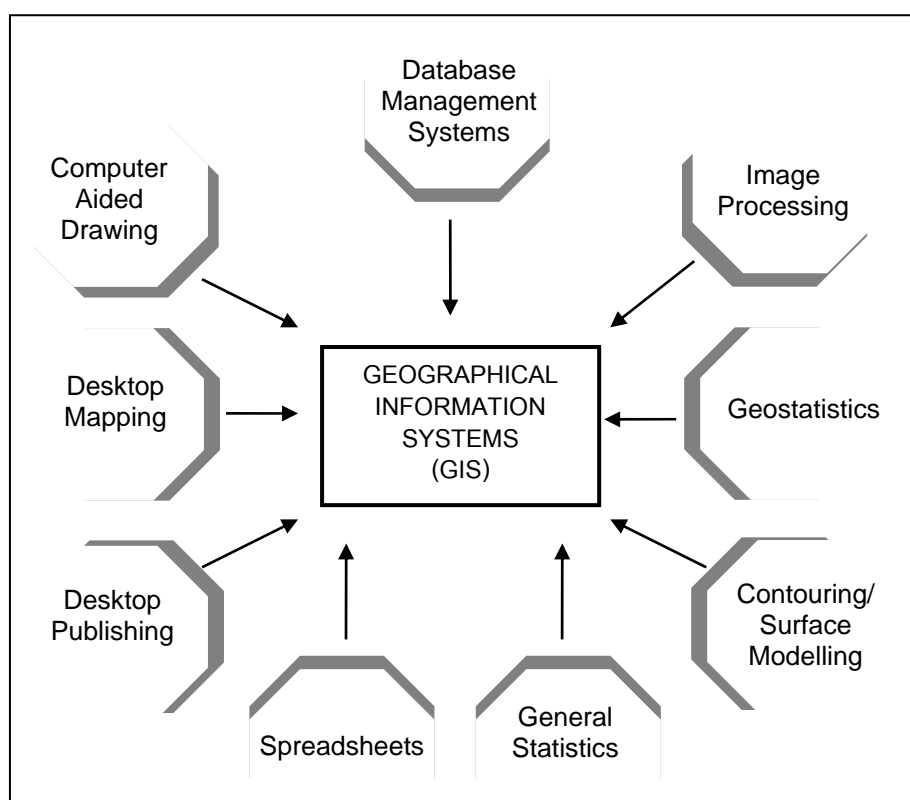 Database
Management
Systems
Computer
Aided
Drawing
Image
Processing
GEOGRAPHICAL
INFORMATION
SYSTEMS
(GIS)
Desktop
Mapping
Geostatistics
Desktop
Publishing
Contouring/
Surface
Modelling
Spreadsheets
General
Statistics